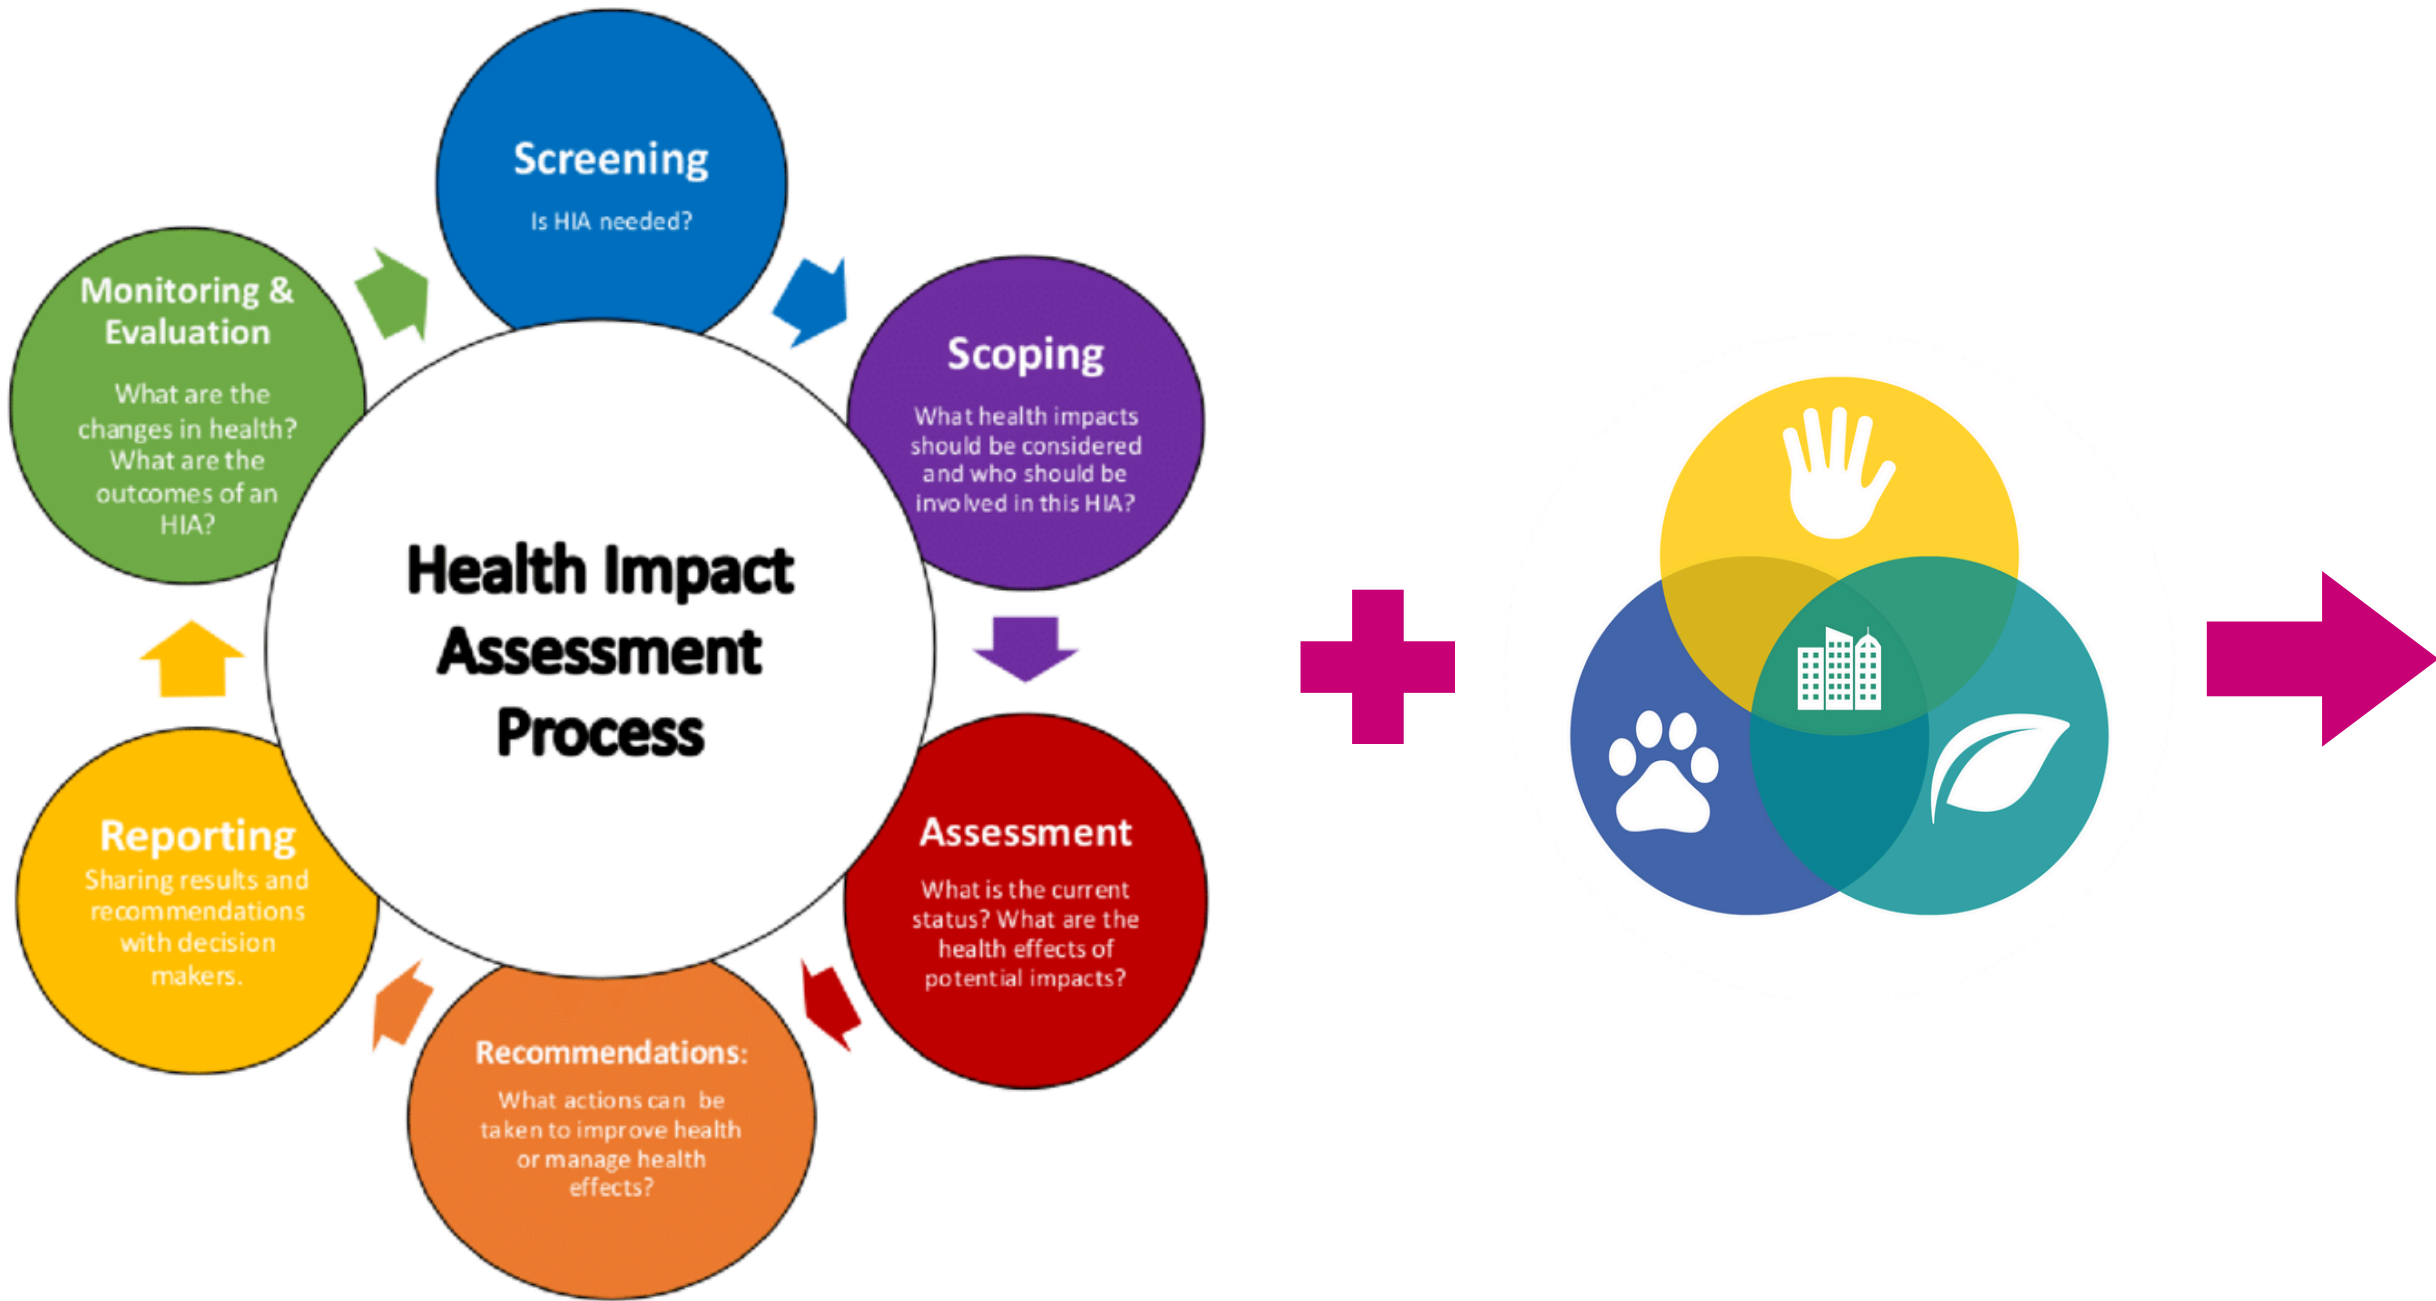 Screening
Is HIA needed?
Scoping
What health impacts
should be considered
and who should be
involved in this HIA?
Assessment
What is the current
status? What are the
health effects of
potential impacts?
Recommendations:
What actions can be
taken to improve health
or manage health
effects?
Reporting
Sharing results and
recommendations
with decision
makers.
Monitoring &
Evaluation
What are the
changes in health?
What are the
outcomes of an
HIA?
Health Impact
Assessment
Process